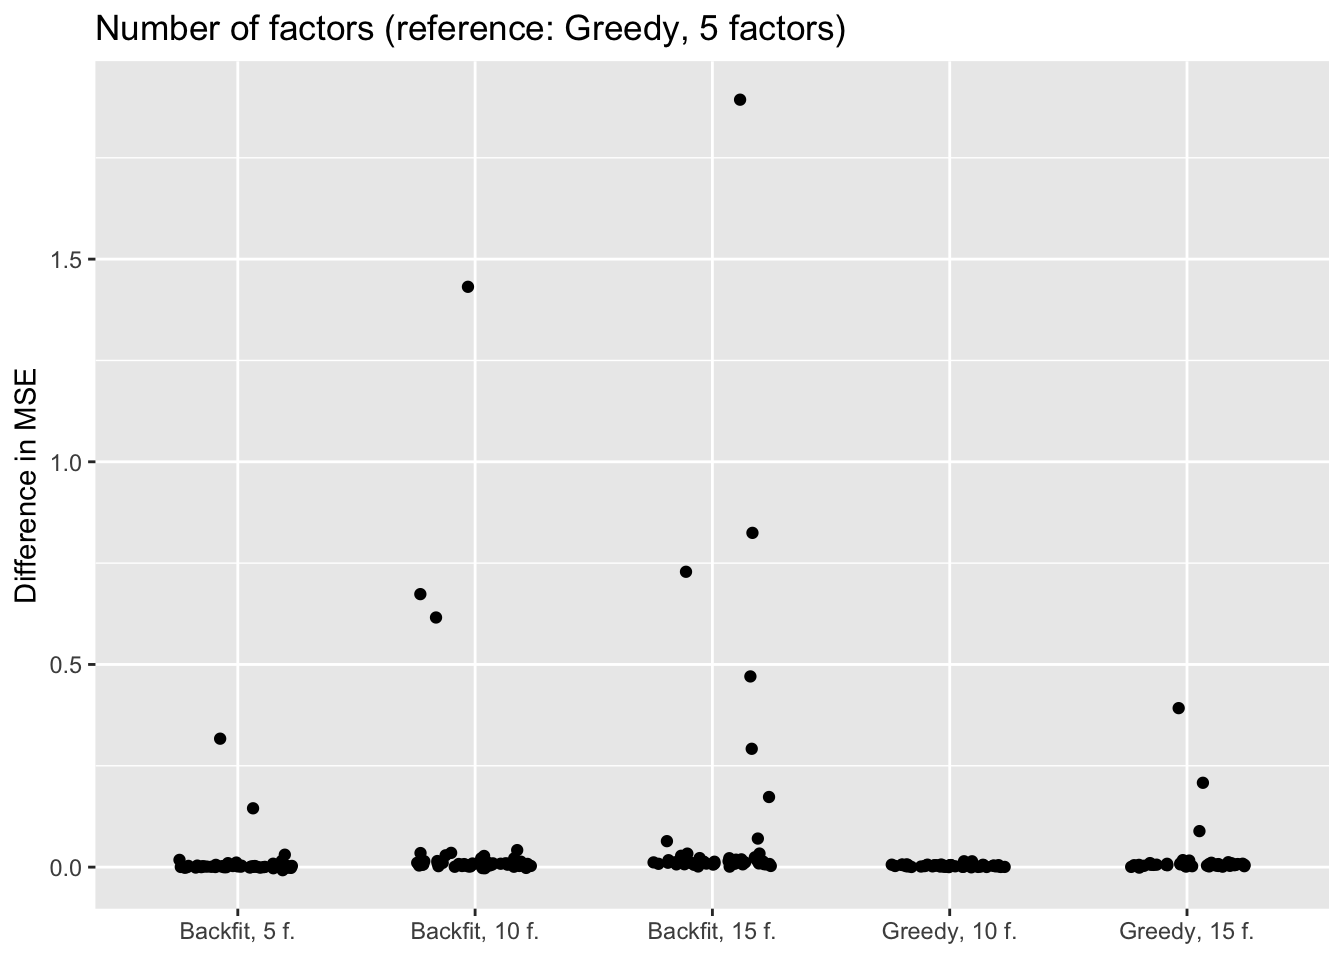 Number of factors (reference: Greedy, 5 factors)
Difference in MSE
1.5
1.0
0.5
0.0
Backfit, 5 f.
Backfit, 10 f.
Backfit, 15 f.
Greedy, 10 f.
Greedy, 15 f.